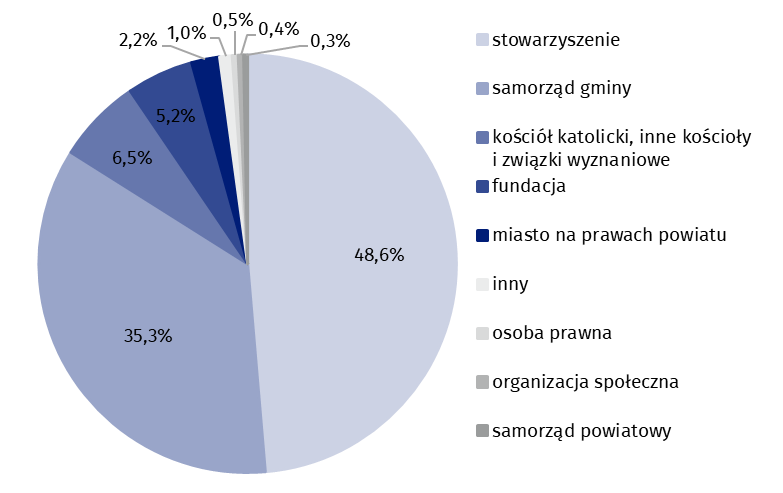 0,5%
1,0%
0,4%
2,2%
0,3%
5,2%
6,5%
48,6%
35,3%
stowarzyszenie
samorząd gminy
kościół katolicki, inne kościoły
i związki wyznaniowe
fundacja
miasto na prawach powiatu
inny
osoba prawna
organizacja społeczna
samorząd powiatowy